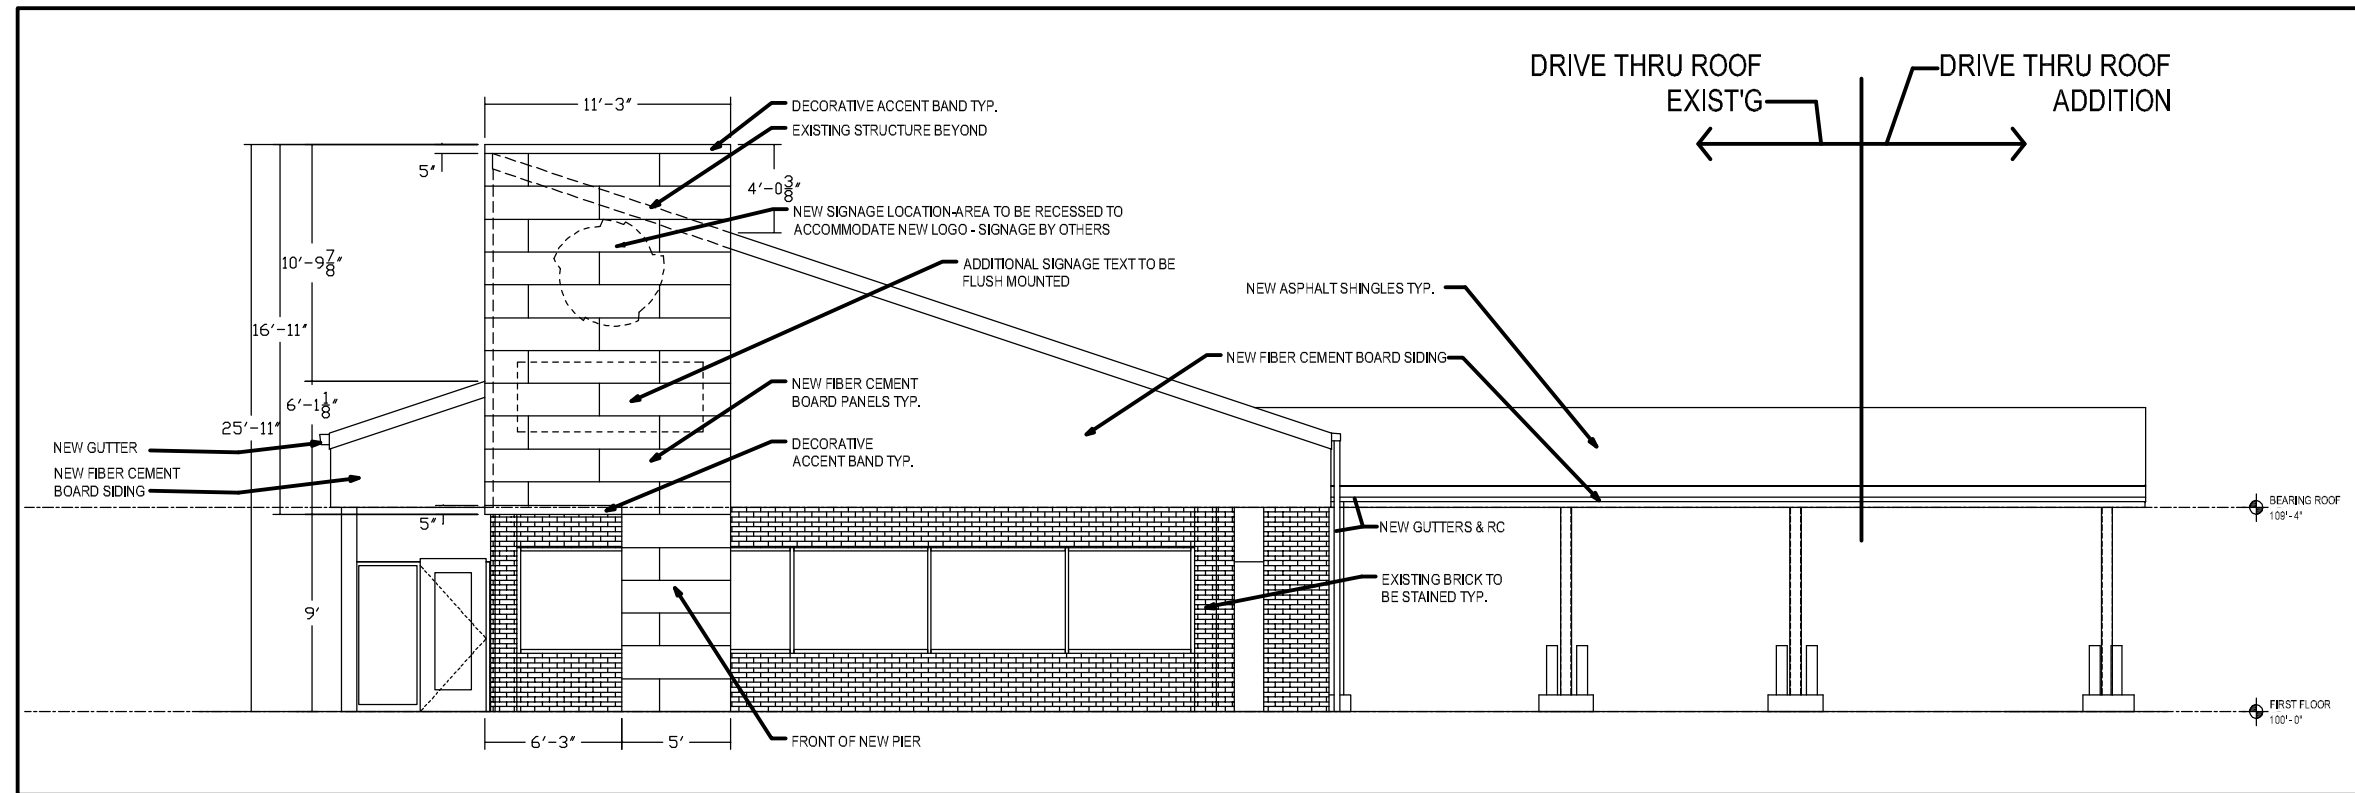 DRIVE THRU ROOF
EXIST'G
DRIVE THRU ROOF
ADDITION
11'-3"
DECORATIVE ACCENT BAND TYP.
EXISTING STRUCTURE BEYOND
5"
4'-0 3/8"
NEW SIGNAGE LOCATION-AREA TO BE RECESSED TO
ACCOMMODATE NEW LOGO - SIGNAGE BY OTHERS
10'-9 7/8"
ADDITIONAL SIGNAGE TEXT TO BE
FLUSH MOUNTED
NEW ASPHALT SHINGLES TYP.
16'-11"
NEW FIBER CEMENT BOARD SIDING
NEW FIBER CEMENT
BOARD PANELS TYP.
6'-1 1/8"
25'-11"
NEW GUTTER
DECORATIVE
ACCENT BAND TYP.
NEW FIBER CEMENT
BOARD SIDING
BEARING ROOF
109'-4"
5"
NEW GUTTERS & RC
EXISTING BRICK TO
BE STAINED TYP.
9'
FIRST FLOOR
100'-0"
6'-3"
5'
FRONT OF NEW PIER